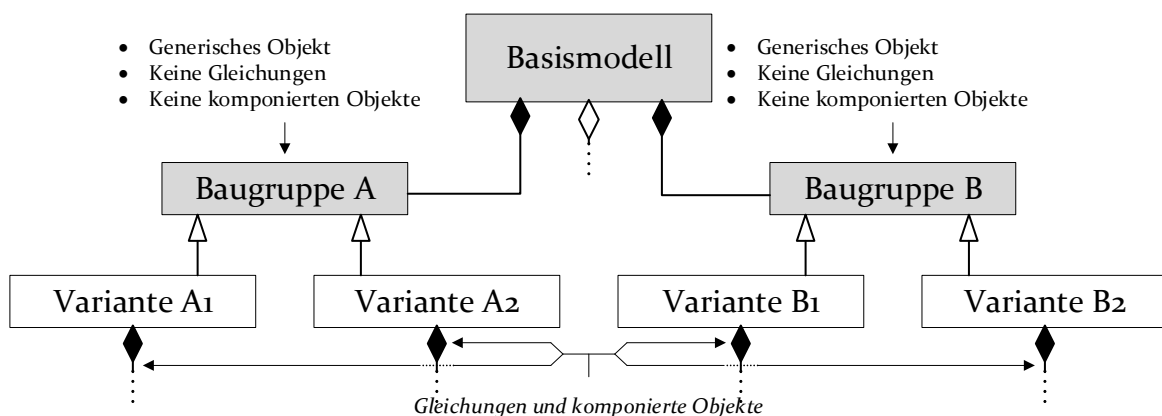 • Generisches Objekt
• Keine Gleichungen
• Keine komponierten Objekte
Basismodell
• Generisches Objekt
• Keine Gleichungen
• Keine komponierten Objekte
Baugruppe A
Baugruppe B
Variante A1
Variante A2
Variante B1
Variante B2
Gleichungen und komponierte Objekte